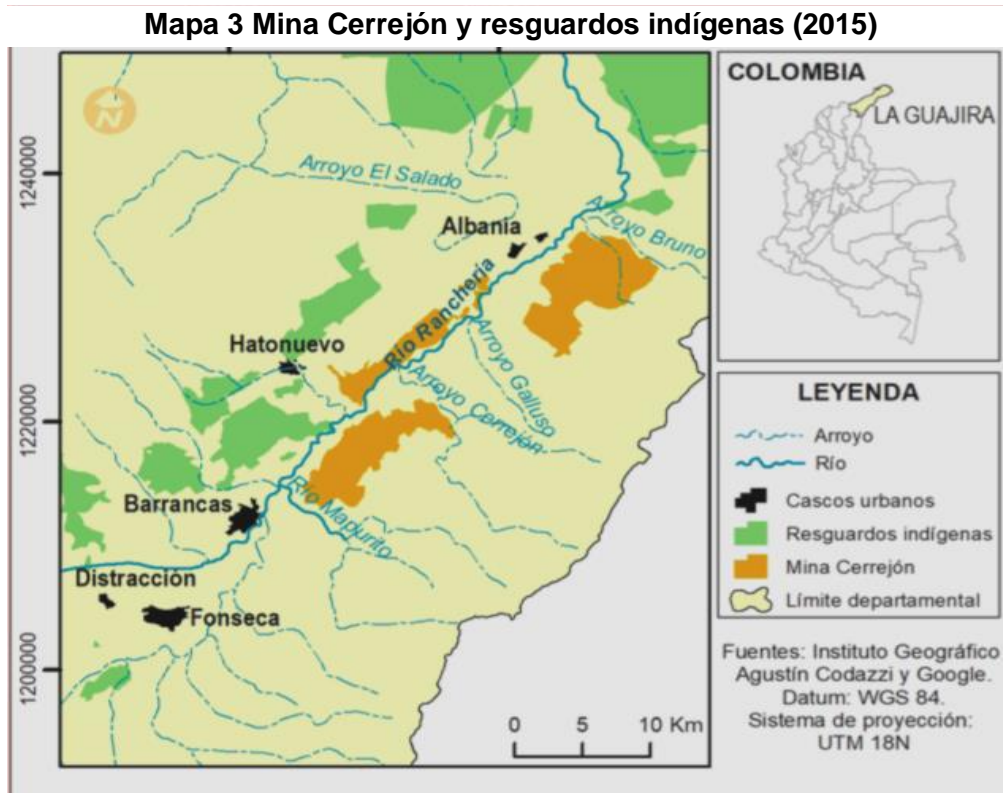 Mapa 3 Mina Cerrejón y resguardos indígenas (2015)
N
1240000
1220000
1200000
Arroyo El Salado
Albania
Arroyo Bruno
Río Ranchería
Hatonuevo
Arroyo Galluso
Arroyo Cerrejón
Barrancas
Río Mapurito
Distracción
Fonseca
0 5 10 Km
COLOMBIA
LA GUAJIRA
LEYENDA
Arroyo
Río
Cascos urbanos
Resguardos indígenas
Mina Cerrejón
Límite departamental
Fuentes: Instituto Geográfico
Agustín Codazzi y Google.
Datum: WGS 84.
Sistema de proyección:
UTM 18N